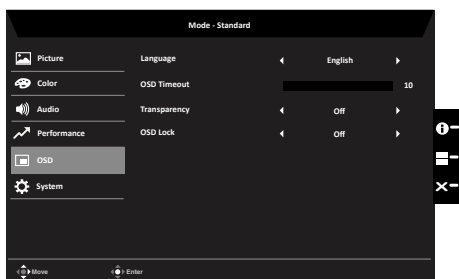 Mode - Standard
Picture
Language English
Color
OSD Timeout 10
Audio
Transparency Off
Performance
OSD Lock Off
OSD
System
Move Enter